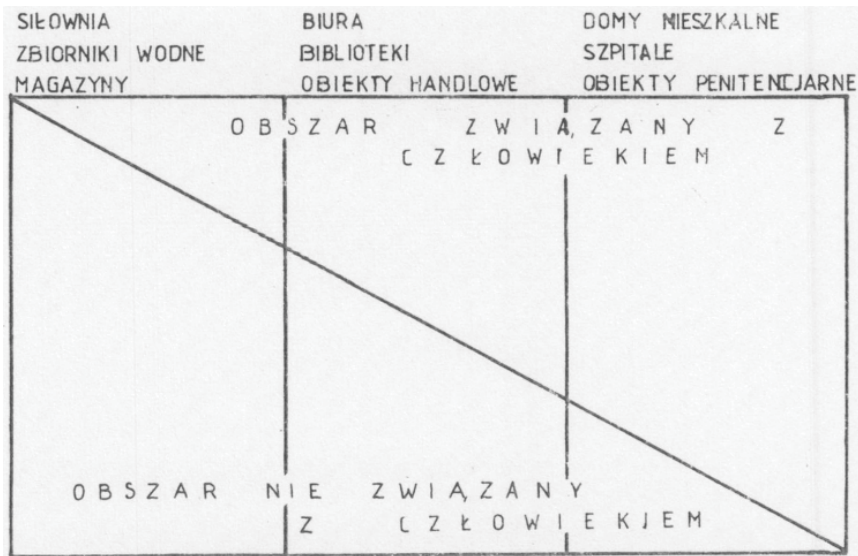 SIŁOWNIA
ZBIORNIKI WODNE
MAGAZYNY
BIURA
BIBLIOTEKI
OBIEKTY HANDLOWE
DOMY MIESZKALNE
SZPITALE
OBIEKTY PENITENCJARNE
OBSZAR ZWIĄZANY Z
CZŁOWIEKIEM
OBSZAR NIE ZWIĄZANY
Z CZŁOWIEKIEM